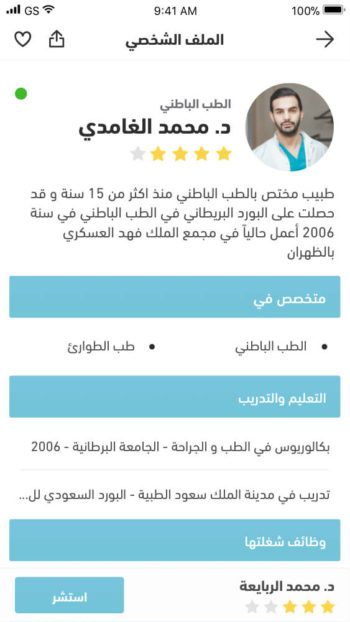 GS 9:41 AM 100%
الملف الشخصي
الطب الباطني
د. محمد الغامدي
طبيب مختص بالطب الباطني منذ اكثر من 15 سنة و قد
حصلت على البورد البريطاني في الطب الباطني في سنة
2006 أعمل حالياً في مجمع الملك فهد العسكري
بالظهران
متخصص في
الطب الباطني
طب الطوارئ
التعليم والتدريب
بكالوريوس في الطب و الجراحة - الجامعة البرطانية - 2006
تدريب في مدينة الملك سعود الطبية - البورد السعودي لل...
وظائف شغلتها
د. محمد الربايعة
استشر